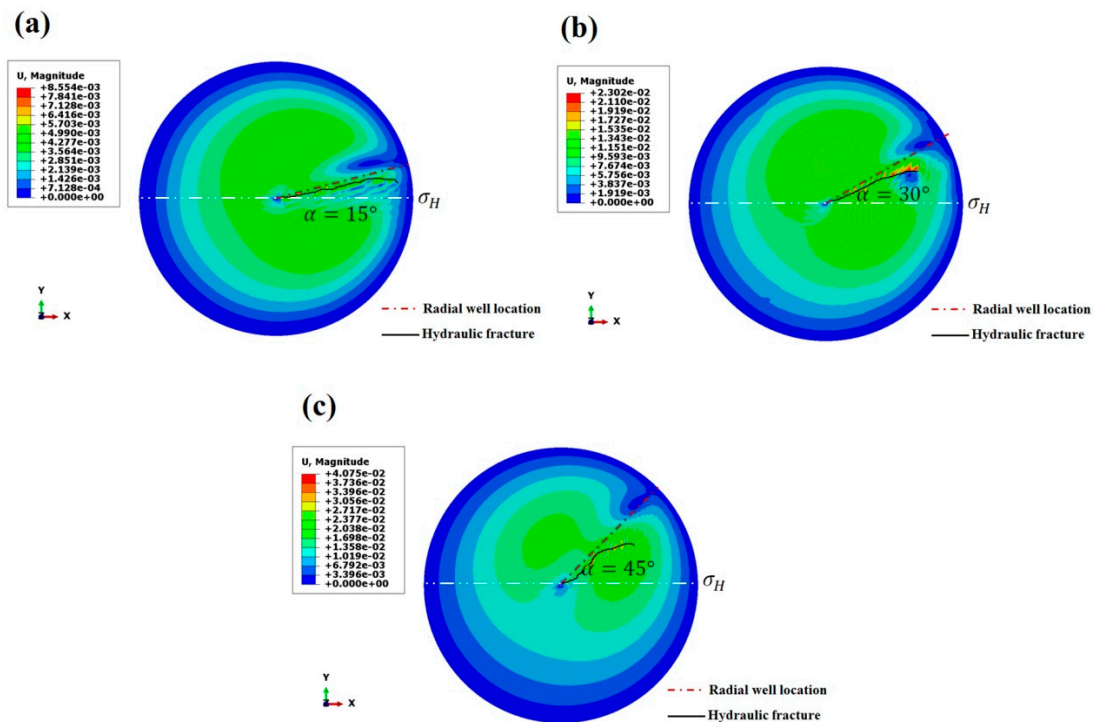 (a)
U, Magnitude
+8.554e-03
+7.841e-03
+7.128e-03
+6.416e-03
+5.703e-03
+4.990e-03
+4.277e-03
+3.564e-03
+2.851e-03
+2.139e-03
+1.426e-03
+7.128e-04
+0.000e+00
α = 15°
σH
Y
Z
X
Radial well location
Hydraulic fracture
(b)
U, Magnitude
+2.302e-02
+2.110e-02
+1.919e-02
+1.727e-02
+1.535e-02
+1.343e-02
+1.151e-02
+9.593e-03
+7.674e-03
+5.756e-03
+3.837e-03
+1.919e-03
+0.000e+00
α = 30°
σH
Y
Z
X
Radial well location
Hydraulic fracture
(c)
U, Magnitude
+4.075e-02
+3.736e-02
+3.396e-02
+3.056e-02
+2.717e-02
+2.377e-02
+2.038e-02
+1.698e-02
+1.358e-02
+1.019e-02
+6.792e-03
+3.396e-03
+0.000e+00
α = 45°
σH
Y
Z
X
Radial well location
Hydraulic fracture